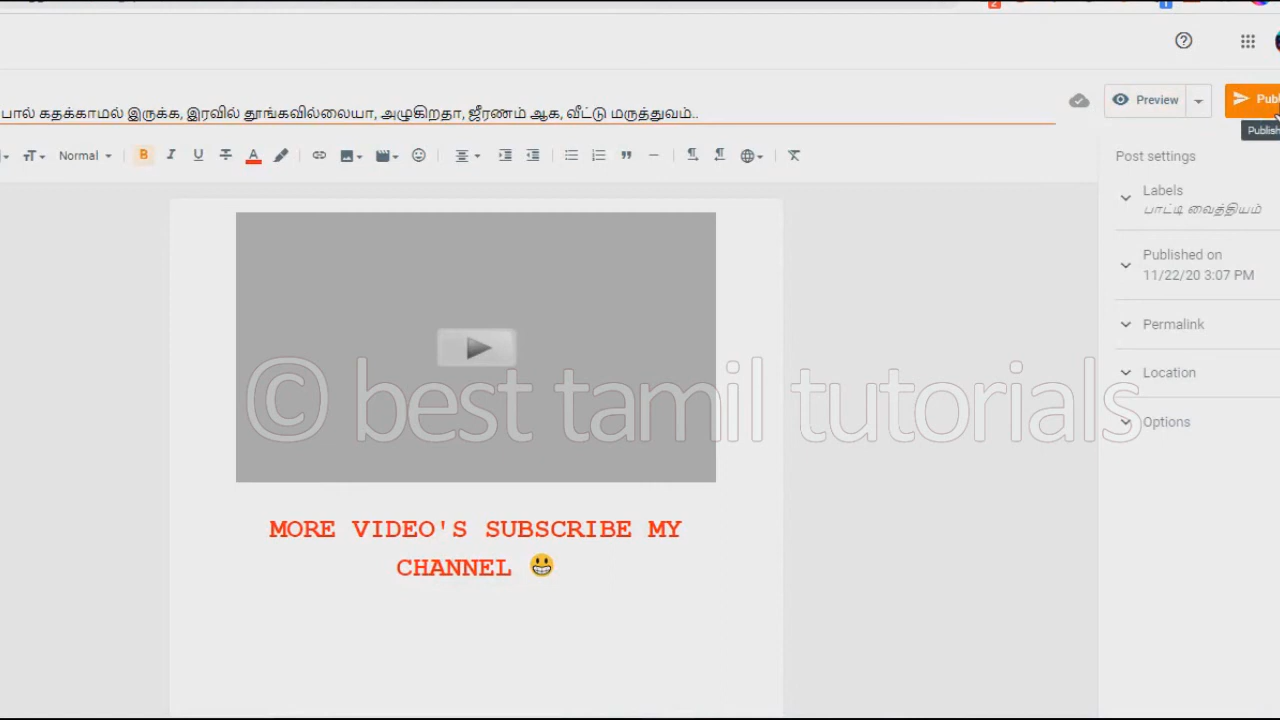 2
பால் கதக்காமல் இருக்க, இரவில் தூங்கவில்லையா, அழுகிறதா, ஜீரணம் ஆக, வீட்டு மருத்துவம்..
Preview
Normal
B
Post settings
Labels
பாட்டி வைத்தியம்
Published on
11/22/20 3:07 PM
Permalink
Location
Options
© best tamil tutorials
MORE VIDEO'S SUBSCRIBE MY
CHANNEL 😀